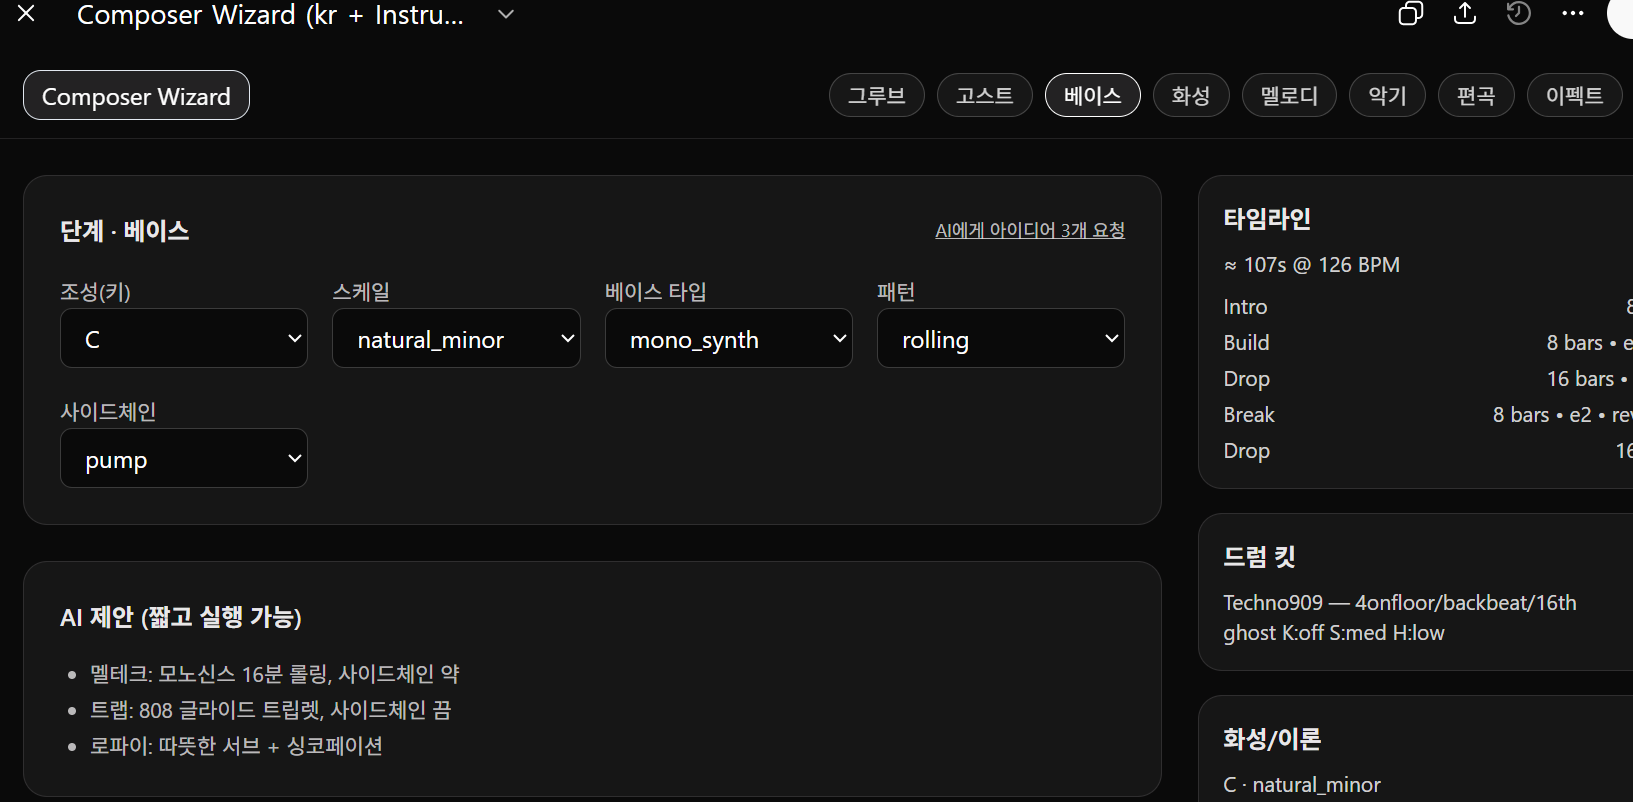 Composer Wizard (kr + Instru...
Composer Wizard
그루브
고스트
베이스
화성
멜로디
악기
편곡
이펙트
단계 · 베이스
AI에게 아이디어 3개 요청
조성(키)
스케일
베이스 타입
패턴
C
natural_minor
mono_synth
rolling
사이드체인
pump
AI 제안 (짧고 실행 가능)
• 멜테크: 모노신스 16분 롤링, 사이드체인 약
• 트랩: 808 글라이드 트립렛, 사이드체인 끔
• 로파이: 따뜻한 서브 + 싱코페이션
타임라인
≈ 107s @ 126 BPM
Intro
Build 8 bars •
Drop 16 bars •
Break 8 bars • e2 •
Drop
드럼 킷
Techno909 — 4onfloor/backbeat/16th
ghost K:off S:med H:low
화성/이론
C · natural_minor